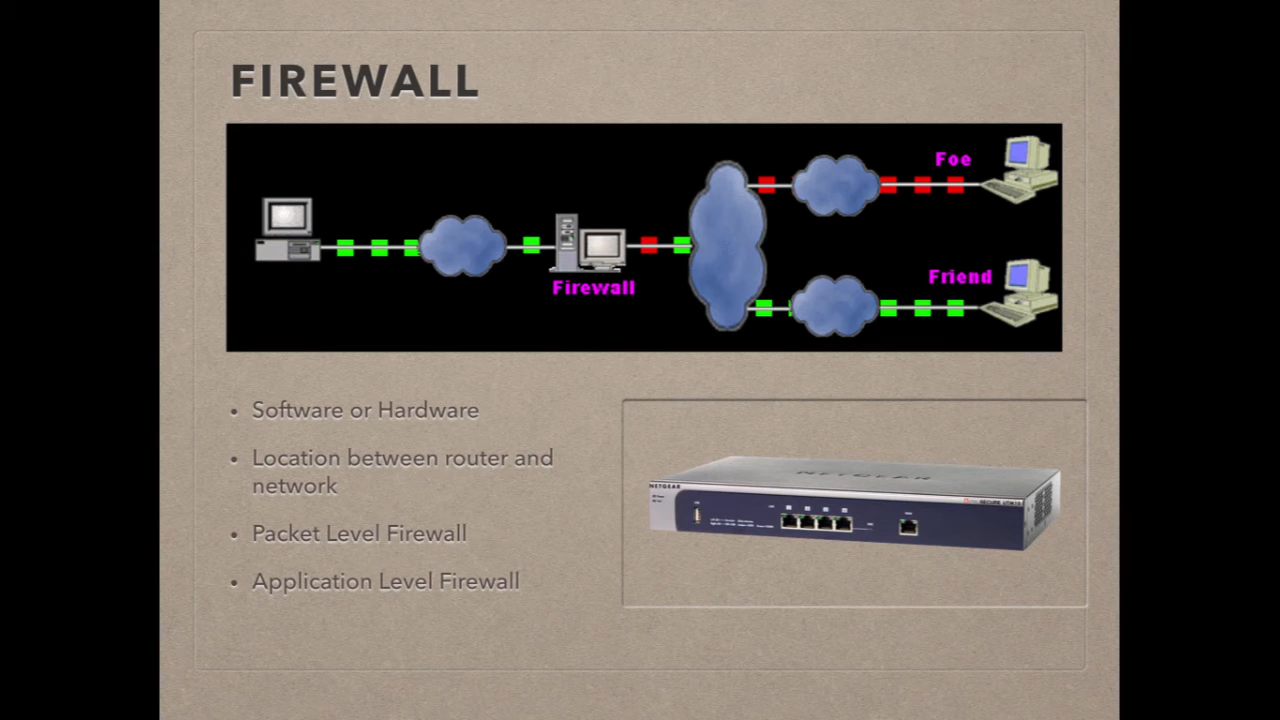 FIREWALL
Foe
Friend
Firewall
• Software or Hardware
• Location between router and
network
• Packet Level Firewall
• Application Level Firewall
NETGEAR
NETGEAR